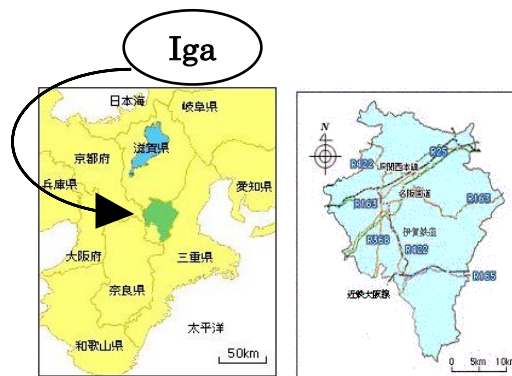 Iga
日本海
岐阜県
滋賀県
京都府
兵庫県
愛知県
大阪府
三重県
奈良県
太平洋
和歌山県
50km
N
R25
JR関西本線
R422
名阪国道
R163
R163
伊賀鉄道
R368
R422
R165
近鉄大阪線
0 5km 10km